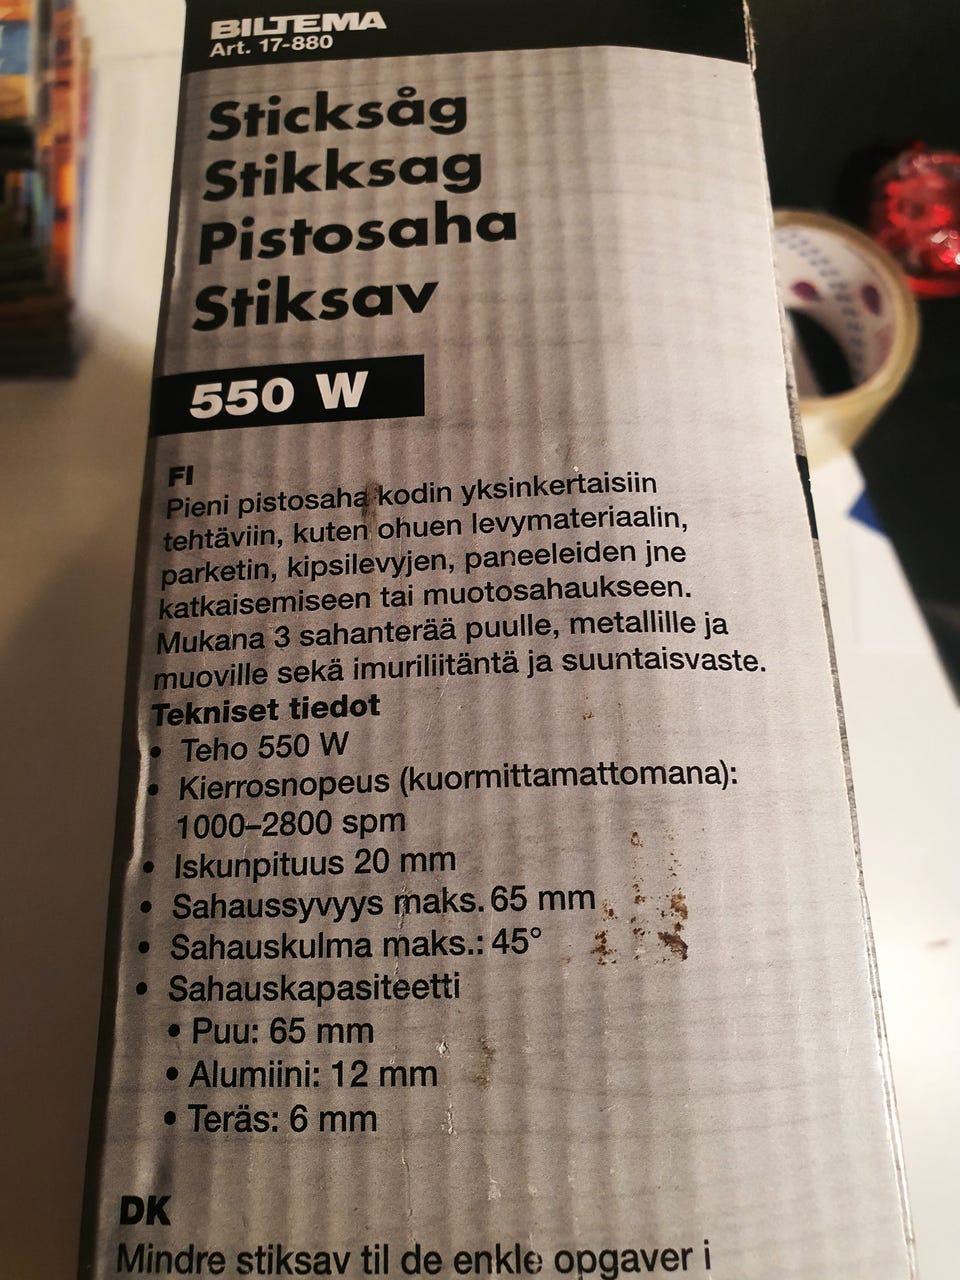 BILTEMA
Art. 17-880
Sticksåg
Stikksag
Pistosaha
Stiksav
550 W
FI
Pieni pistosaha kodin yksinkertaisiin
tehtäviin, kuten ohuen levymateriaalin,
parketin, kipsilevyjen, paneeleiden jne
katkaisemiseen tai muotosahaukseen.
Mukana 3 sahanterää puulle, metallille ja
muoville sekä imuriliitäntä ja suuntaisvaste.
Tekniset tiedot
• Teho 550 W
• Kierrosnopeus (kuormittamattomana):
1000–2800 spm
• Iskunpituus 20 mm
• Sahaussyvyys maks. 65 mm
• Sahauskulma maks.: 45°
• Sahauskapasiteetti
• Puu: 65 mm
• Alumiini: 12 mm
• Teräs: 6 mm
DK
Mindre stiksav til de enkle opgaver i